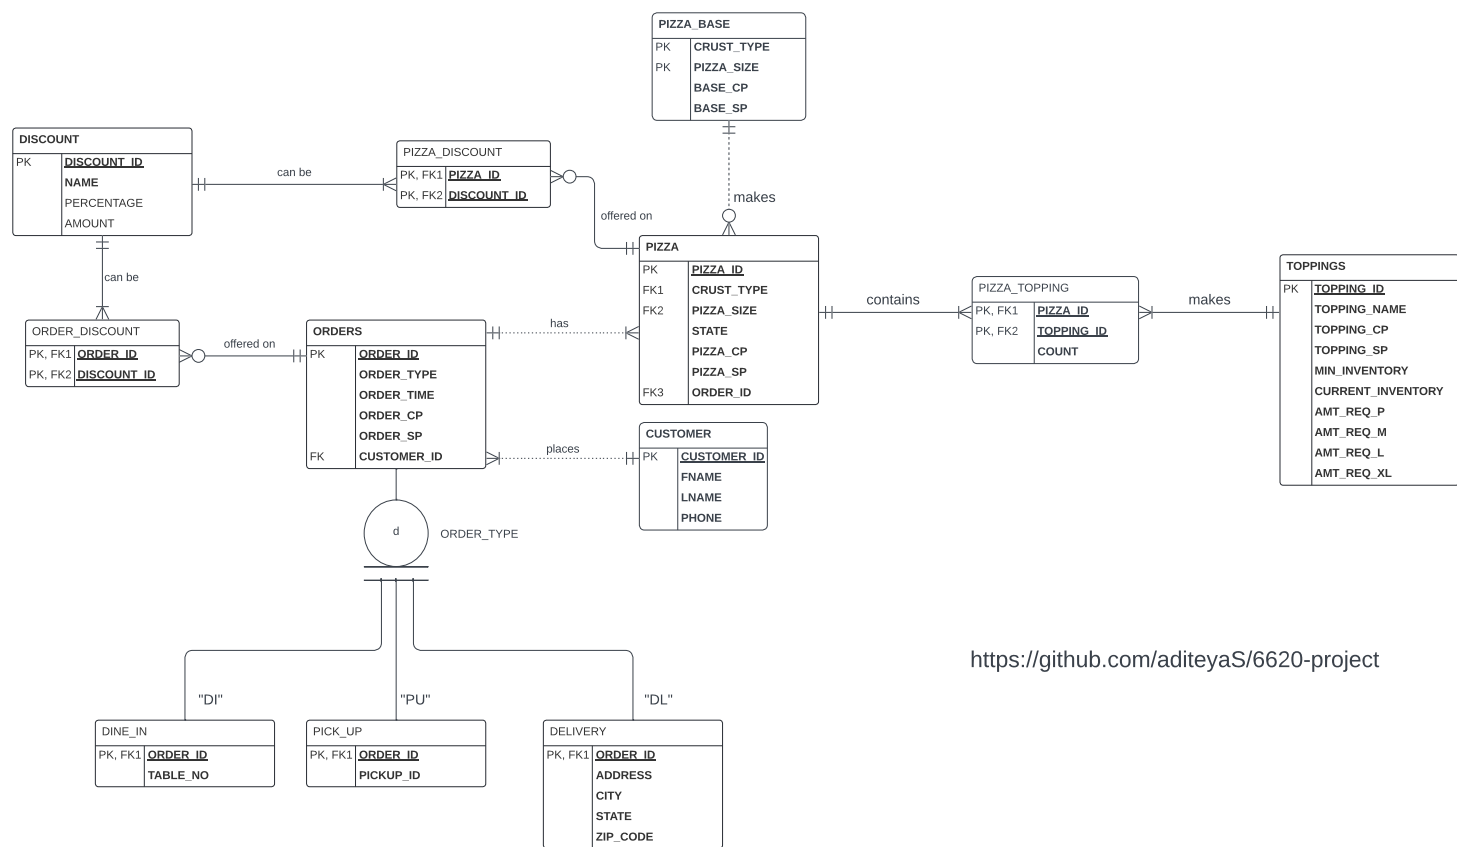 PIZZA_BASE
PK CRUST_TYPE
PK PIZZA_SIZE
BASE_CP
BASE_SP
DISCOUNT
PK DISCOUNT_ID
NAME
PERCENTAGE
AMOUNT
can be
PIZZA_DISCOUNT
PK, FK1 PIZZA_ID
PK, FK2 DISCOUNT_ID
offered on
makes
PIZZA
PK PIZZA_ID
FK1 CRUST_TYPE
FK2 PIZZA_SIZE
STATE
PIZZA_CP
PIZZA_SP
FK3 ORDER_ID
contains
PIZZA_TOPPING
PK, FK1 PIZZA_ID
PK, FK2 TOPPING_ID
COUNT
makes
TOPPINGS
PK TOPPING_ID
TOPPING_NAME
TOPPING_CP
TOPPING_SP
MIN_INVENTORY
CURRENT_INVENTORY
AMT_REQ_P
AMT_REQ_M
AMT_REQ_L
AMT_REQ_XL
can be
ORDER_DISCOUNT
PK, FK1 ORDER_ID
PK, FK2 DISCOUNT_ID
offered on
ORDERS
PK ORDER_ID
ORDER_TYPE
ORDER_TIME
ORDER_CP
ORDER_SP
FK CUSTOMER_ID
has
places
CUSTOMER
PK CUSTOMER_ID
FNAME
LNAME
PHONE
d
ORDER_TYPE
https://github.com/aditeyaS/6620-project
"DI"
"PU"
"DL"
DINE_IN
PK, FK1 ORDER_ID
TABLE_NO
PICK_UP
PK, FK1 ORDER_ID
PICKUP_ID
DELIVERY
PK, FK1 ORDER_ID
ADDRESS
CITY
STATE
ZIP_CODE